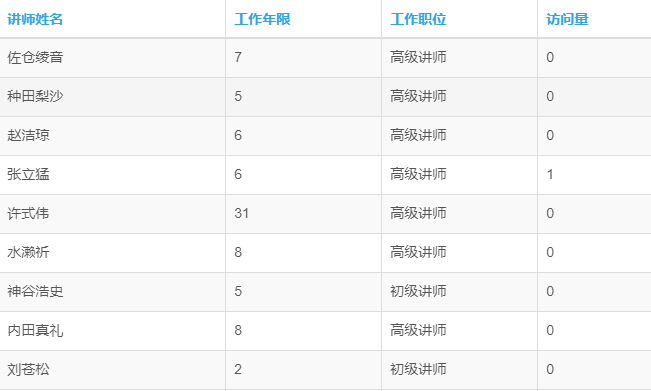 讲师姓名 工作年限 工作职位 访问量
佐仓绫音 7 高级讲师 0
种田梨沙 5 高级讲师 0
赵洁琼 6 高级讲师 0
张立猛 6 高级讲师 1
许式伟 31 高级讲师 0
水濑祈 8 高级讲师 0
神谷浩史 5 初级讲师 0
内田真礼 8 高级讲师 0
刘苍松 2 初级讲师 0